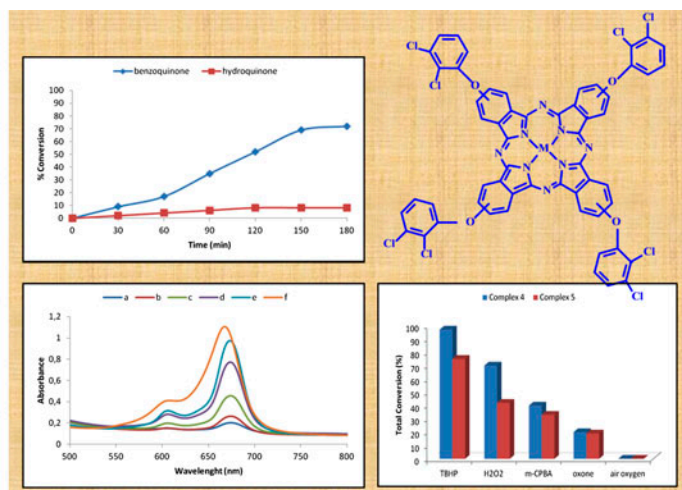 benzoquinone hydroquinone
100
90
80
70
60
50
40
30
20
10
0
% Conversion
0 30 60 90 120 150 180
Time (min)
Cl
Cl
O
Cl
Cl
O
N
N
N
N
M
N
N
N
N
O
Cl
Cl
O
Cl
Cl
a b c d e f
1,2
1
0,8
0,6
0,4
0,2
0
Absorbance
500 550 600 650 700 750 800
Wavelenght (nm)
Complex 4 Complex 5
100
90
80
70
60
50
40
30
20
10
0
Total Conversion (%)
TBHP H2O2 m-CPBA oxone air oxygen